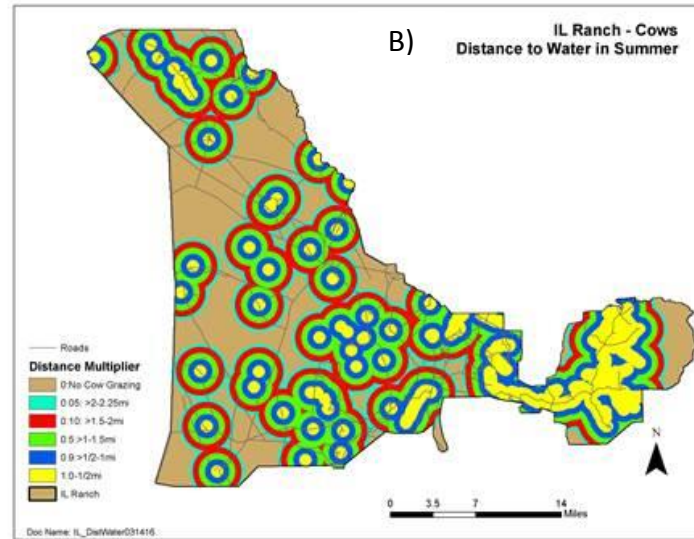 B)
IL Ranch - Cows
Distance to Water in Summer
Roads
Distance Multiplier
0:No Cow Grazing
0.05: >2-2.25mi
0.10: >1.5-2mi
0.5 >1-1.5mi
0.9 >1/2-1mi
1.0-1/2mi
IL Ranch
N
0 3.5 7 14
Miles
Doc Name: IL_DistWater031416